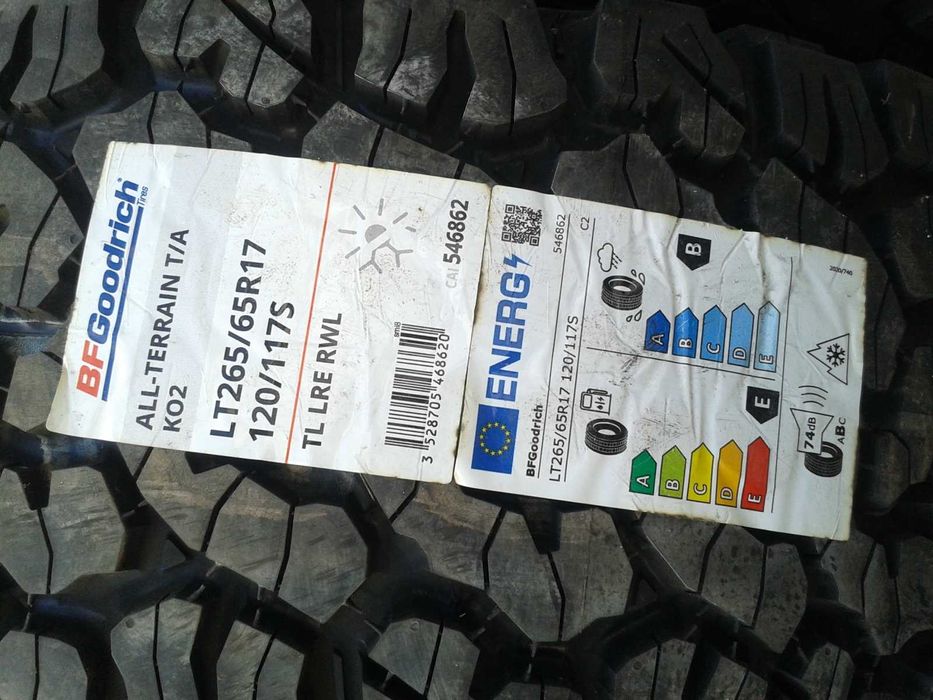 BFGoodrich®
Tires
ALL-TERRAIN T/A
KO2
LT265/65R17
120/117S
TL LRE RWL
smi8
3 528705 468620
CAI 546862
ENERG
546862
BFGoodrich
LT265/65R17 120/117S
C2
B
A
B
C
D
E
E
A
B
C
D
E
74dB
ABC
2020/740